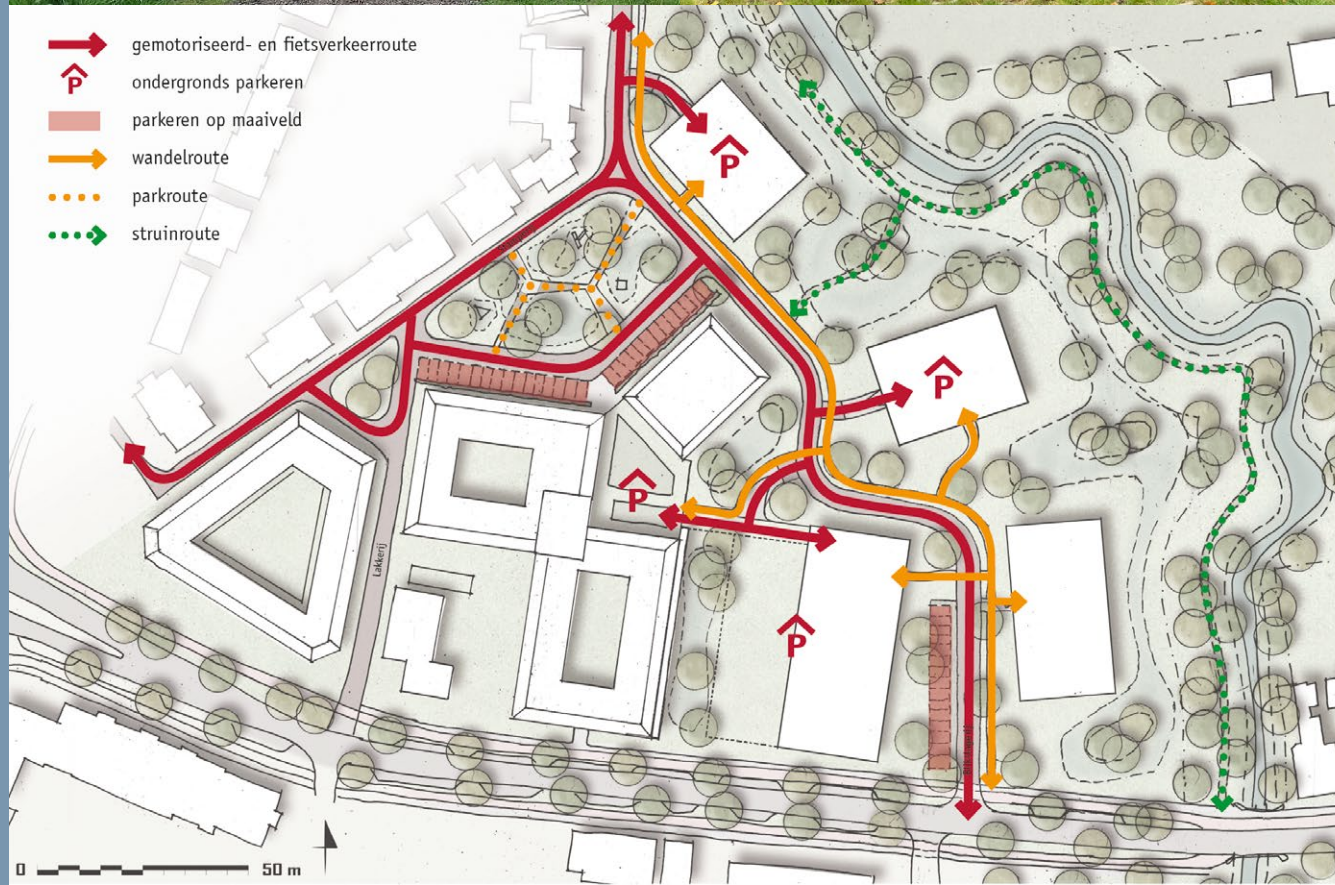 gemotoriseerd- en fietsverkeerroute
P
ondergronds parkeren
parkeren op maaiveld
wandelroute
parkroute
struinroute
P
P
P
P
Lakkerij
0 50 m